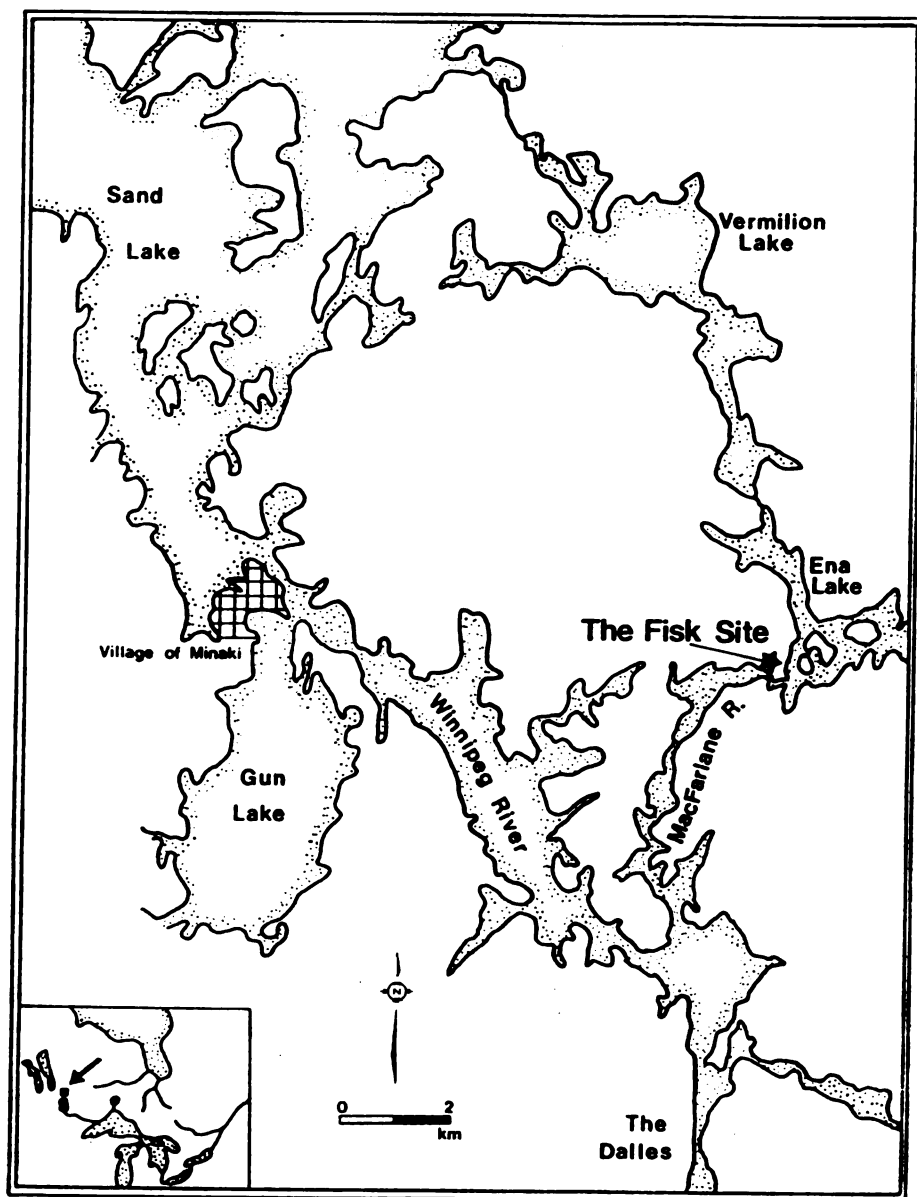 Sand
Lake
Vermilion
Lake
Ena
Lake
The Fisk Site
Village of Minaki
Winnipeg River
MacFarlane R.
Gun
Lake
N
0 2
km
The
Dalles